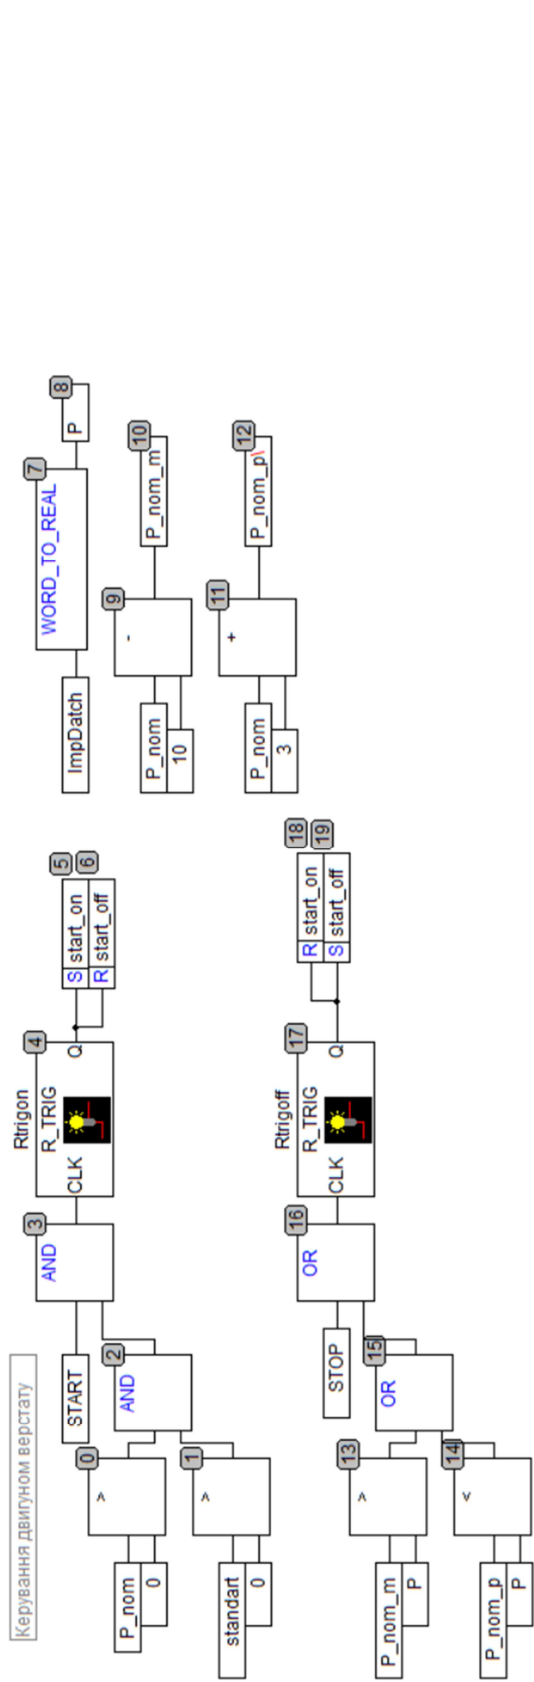 Керування двигуном верстату
P_nom
0
0
>
standart
0
1
>
START
2
AND
3
AND
Rtrigon
4
R_TRIG
CLK
Q
S start_on
5
R start_off
6
ImpDatch
7
WORD_TO_REAL
P
8
P_nom
10
9
-
P_nom_m
10
P_nom
3
11
+
P_nom_p\
12
P_nom_m
P
13
>
P_nom_p
P
14
<
STOP
15
OR
16
OR
Rtrigoff
17
R_TRIG
CLK
Q
R start_on
18
S start_off
19